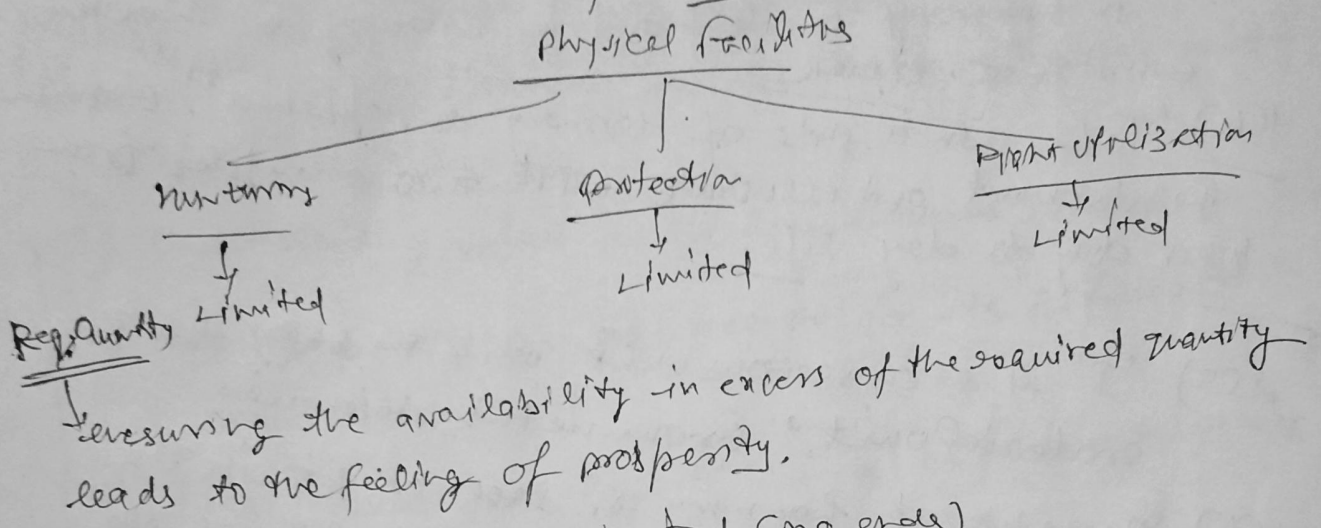 Physical Facilities
nurturing
Protection
Right utilization
Limited
Limited
Limited
Req. Quantity
ensuring the availability in excess of the required quantity
leads to the feeling of prosperity.